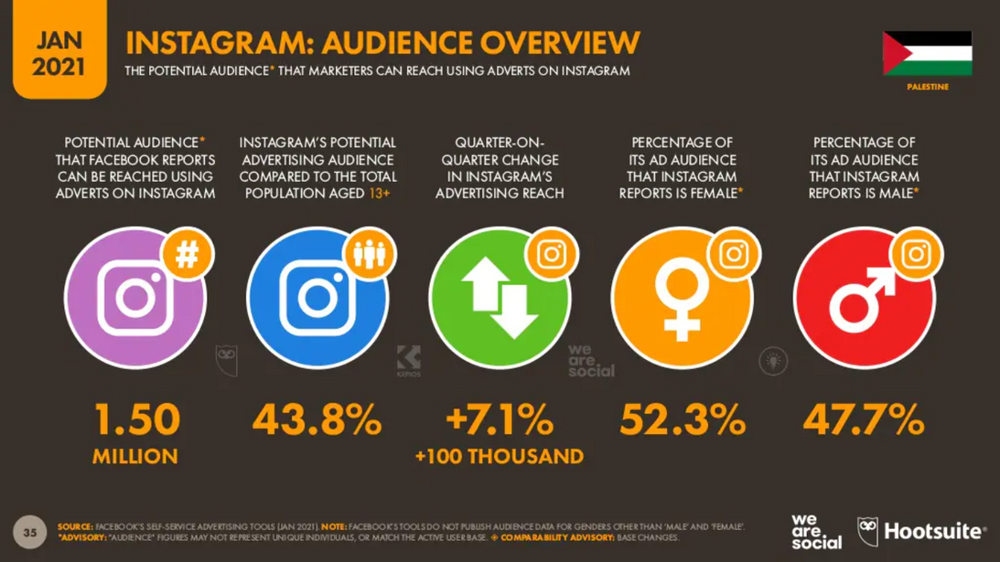 JAN
2021
INSTAGRAM: AUDIENCE OVERVIEW
THE POTENTIAL AUDIENCE* THAT MARKETERS CAN REACH USING ADVERTS ON INSTAGRAM
PALESTINE
POTENTIAL AUDIENCE*
THAT FACEBOOK REPORTS
CAN BE REACHED USING
ADVERTS ON INSTAGRAM
INSTAGRAM'S POTENTIAL
ADVERTISING AUDIENCE
COMPARED TO THE TOTAL
POPULATION AGED 13+
QUARTER-ON-
QUARTER CHANGE
IN INSTAGRAM'S
ADVERTISING REACH
PERCENTAGE OF
ITS AD AUDIENCE
THAT INSTAGRAM
REPORTS IS FEMALE*
PERCENTAGE OF
ITS AD AUDIENCE
THAT INSTAGRAM
REPORTS IS MALE*
#
KEPIOS
we
are
social
1.50
MILLION
43.8%
+7.1%
+100 THOUSAND
52.3%
47.7%
35
SOURCE: FACEBOOK'S SELF-SERVICE ADVERTISING TOOLS (JAN 2021). NOTE: FACEBOOK'S TOOLS DO NOT PUBLISH AUDIENCE DATA FOR GENDERS OTHER THAN 'MALE' AND 'FEMALE'.
*ADVISORY: "AUDIENCE" FIGURES MAY NOT REPRESENT UNIQUE INDIVIDUALS, OR MATCH THE ACTIVE USER BASE. ◈ COMPARABILITY ADVISORY: BASE CHANGES.
we
are
social
Hootsuite®